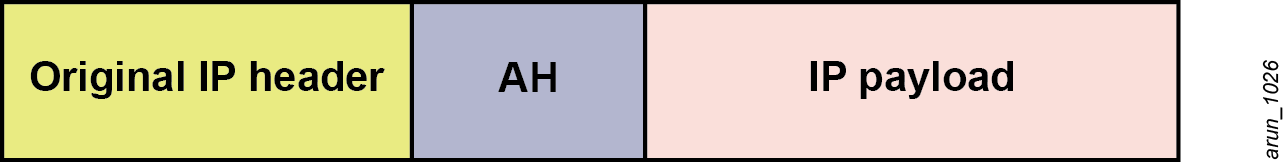 Original IP header
AH
IP payload
arun_1026